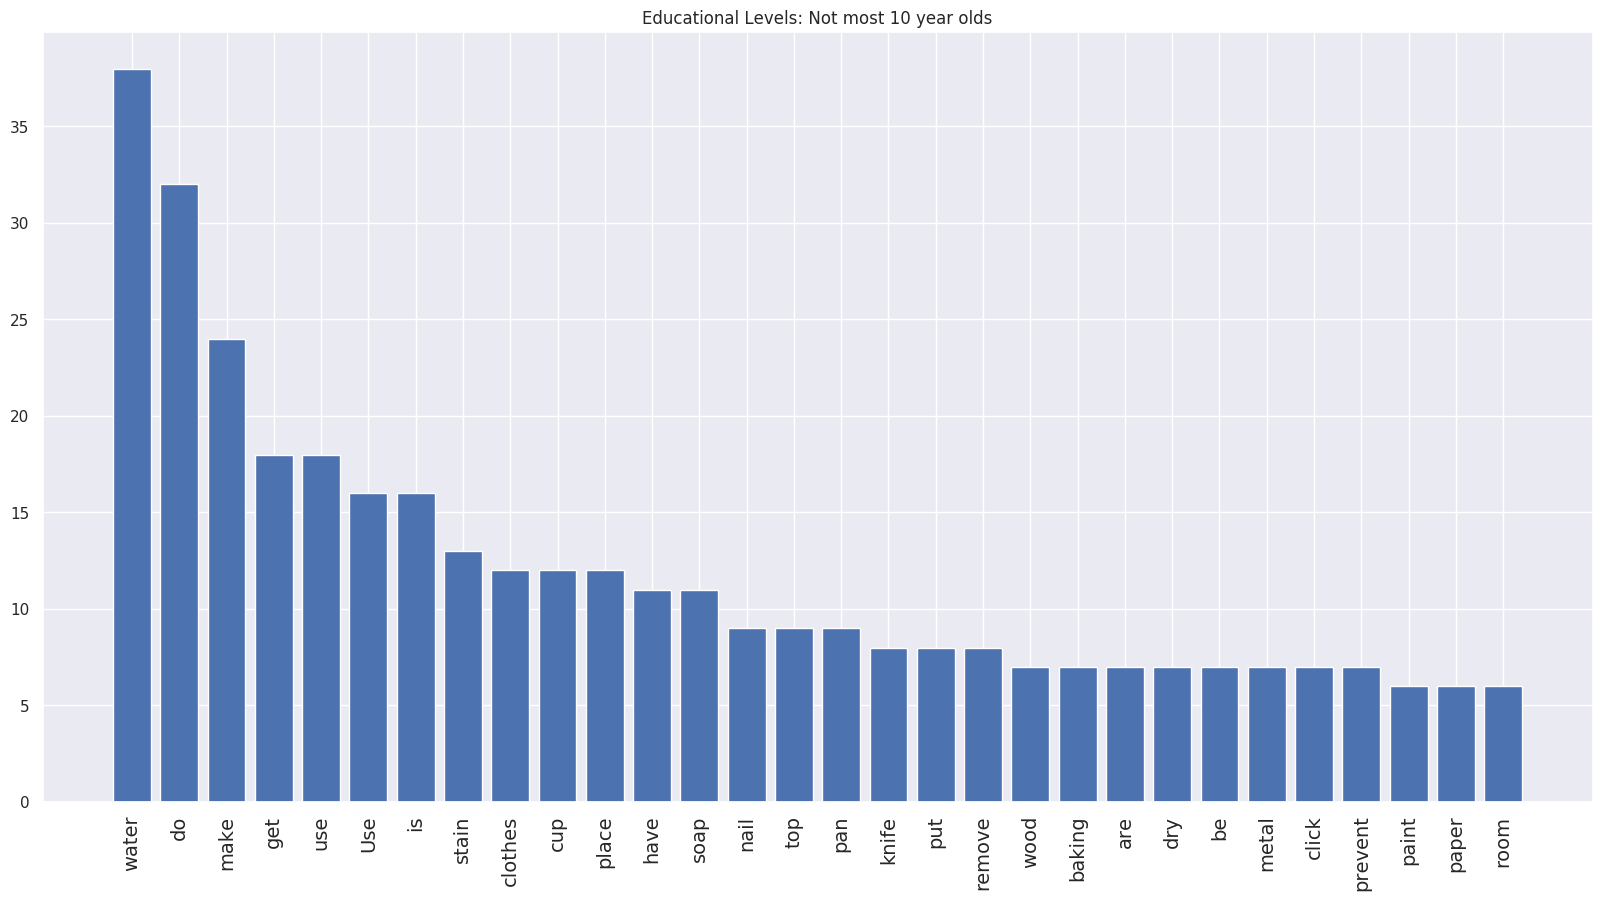 Educational Levels: Not most 10 year olds
35
30
25
20
15
10
5
0
water
do
make
get
use
Use
is
stain
clothes
cup
place
have
soap
nail
top
pan
knife
put
remove
wood
baking
are
dry
be
metal
click
prevent
paint
paper
room